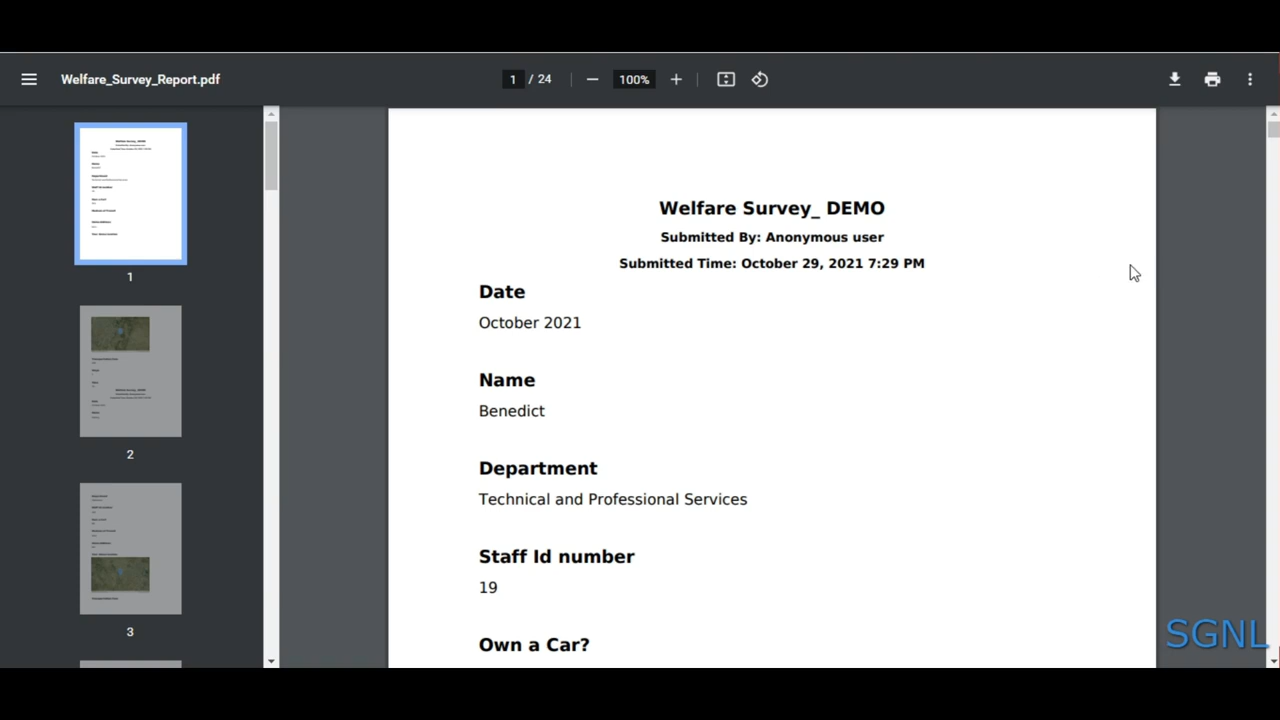 Welfare_Survey_Report.pdf
1 / 24
100%
Welfare Survey_ DEMO
Submitted By: Anonymous user
Submitted Time: October 29, 2021 7:29 PM
Date
October 2021
Name
Benedict
Department
Technical and Professional Services
Staff Id number
19
Own a Car?
1
2
3
SGNL